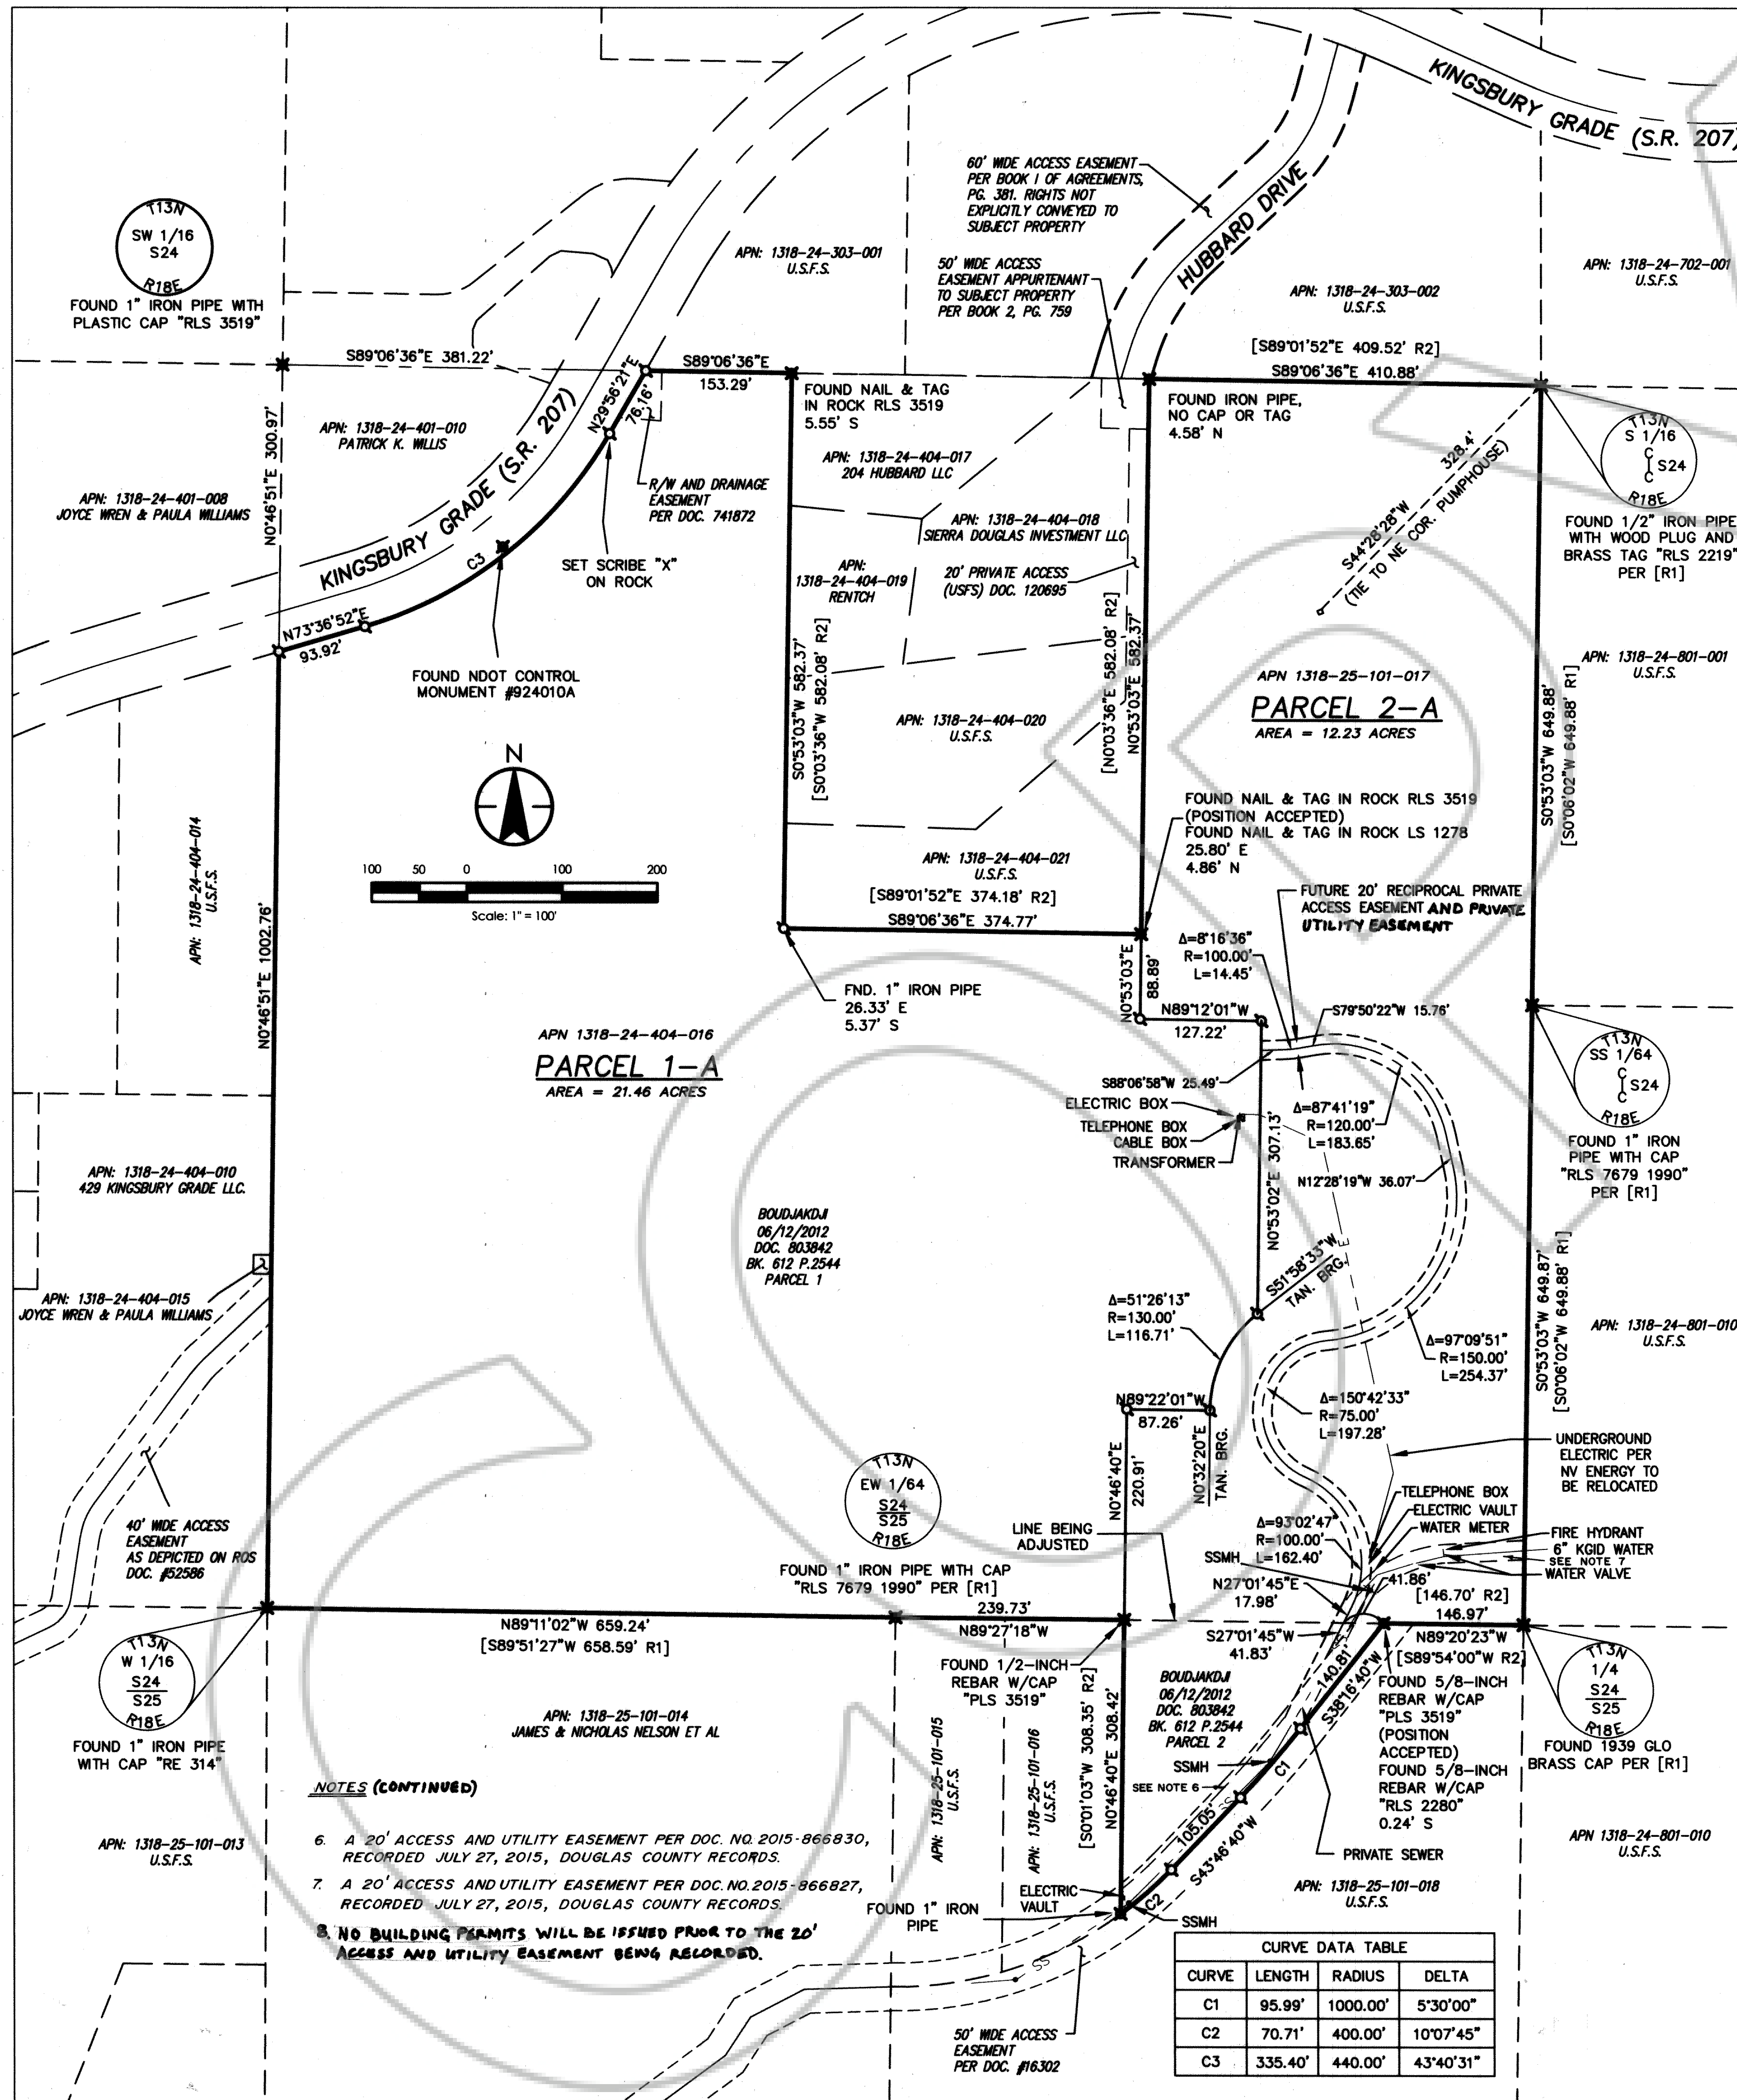 KINGSBURY GRADE (S.R. 207)
60' WIDE ACCESS EASEMENT
PER BOOK 1 OF AGREEMENTS,
PG. 381. RIGHTS NOT
EXPLICITLY CONVEYED TO
SUBJECT PROPERTY
HUBBARD DRIVE
T13N
SW 1/16
S24
R18E
FOUND 1" IRON PIPE WITH
PLASTIC CAP "RLS 3519"
APN: 1318-24-303-001
U.S.F.S.
50' WIDE ACCESS
EASEMENT APPURTENANT
TO SUBJECT PROPERTY
PER BOOK 2, PG. 759
APN: 1318-24-303-002
U.S.F.S.
APN: 1318-24-702-001
U.S.F.S.
S89°06'36"E 381.22'
S89°06'36"E
153.29'
[S89°01'52"E 409.52' R2]
S89°06'36"E 410.88'
N29°56'21"E
76.16'
FOUND NAIL & TAG
IN ROCK RLS 3519
5.55' S
FOUND IRON PIPE,
NO CAP OR TAG
4.58' N
T13N
S 1/16
C
C
S24
R18E
FOUND 1/2" IRON PIPE
WITH WOOD PLUG AND
BRASS TAG "RLS 2219"
PER [R1]
N0°46'51"E 300.97'
APN: 1318-24-401-010
PATRICK K. WILLIS
APN: 1318-24-401-008
JOYCE WREN & PAULA WILLIAMS
KINGSBURY GRADE (S.R. 207)
R/W AND DRAINAGE
EASEMENT
PER DOC. 741872
APN: 1318-24-404-017
204 HUBBARD LLC
APN: 1318-24-404-018
SIERRA DOUGLAS INVESTMENT LLC
328.4'
S44°28'28"W
(TIE TO NE COR. PUMPHOUSE)
C3
SET SCRIBE "X"
ON ROCK
APN:
1318-24-404-019
RENTCH
20' PRIVATE ACCESS
(USFS) DOC. 120695
N73°36'52"E
93.92'
FOUND NDOT CONTROL
MONUMENT #924010A
S0°53'03"W 582.37'
[S0°03'36"W 582.08' R2]
[N0°03'36"E 582.08' R2]
N0°53'03"E 582.37'
APN: 1318-24-404-020
U.S.F.S.
APN 1318-25-101-017
PARCEL 2-A
AREA = 12.23 ACRES
APN: 1318-24-801-001
U.S.F.S.
S0°53'03"W 649.88'
[S0°06'02"W 649.88' R1]
N
100 50 0 100 200
Scale: 1" = 100'
APN: 1318-24-404-014
U.S.F.S.
N0°46'51"E 1002.76'
APN: 1318-24-404-021
U.S.F.S.
[S89°01'52"E 374.18' R2]
S89°06'36"E 374.77'
FOUND NAIL & TAG IN ROCK RLS 3519
(POSITION ACCEPTED)
FOUND NAIL & TAG IN ROCK LS 1278
25.80' E
4.86' N
FUTURE 20' RECIPROCAL PRIVATE
ACCESS EASEMENT AND PRIVATE
UTILITY EASEMENT
FND. 1" IRON PIPE
26.33' E
5.37' S
N0°53'03"E
88.89'
Δ=8°16'36"
R=100.00'
L=14.45'
N89°12'01"W
127.22'
S79°50'22"W 15.76'
APN 1318-24-404-016
PARCEL 1-A
AREA = 21.46 ACRES
S88°06'58"W 25.49'
ELECTRIC BOX
TELEPHONE BOX
CABLE BOX
TRANSFORMER
Δ=87°41'19"
R=120.00'
L=183.65'
N12°28'19"W 36.07'
N0°53'02"E 307.13'
T13N
SS 1/64
C
C
S24
R18E
FOUND 1" IRON
PIPE WITH CAP
"RLS 7679 1990"
PER [R1]
APN: 1318-24-404-010
429 KINGSBURY GRADE LLC.
BOUDJAKDJI
06/12/2012
DOC. 803842
BK. 612 P.2544
PARCEL 1
APN: 1318-24-404-015
JOYCE WREN & PAULA WILLIAMS
S51°58'33"W
TAN. BRG.
E
Δ=51°26'13"
R=130.00'
L=116.71'
Δ=97°09'51"
R=150.00'
L=254.37'
S0°53'03"W 649.87'
[S0°06'02"W 649.88' R1]
APN: 1318-24-801-010
U.S.F.S.
N89°22'01"W
87.26'
N0°46'40"E
220.91'
N0°32'20"E
TAN. BRG.
Δ=150°42'33"
R=75.00'
L=197.28'
UNDERGROUND
ELECTRIC PER
NV ENERGY TO
BE RELOCATED
T13N
EW 1/64
S24
S25
R18E
FOUND 1" IRON PIPE WITH CAP
"RLS 7679 1990" PER [R1]
LINE BEING
ADJUSTED
Δ=93°02'47"
R=100.00'
L=162.40'
SSMH
N27°01'45"E
17.98'
TELEPHONE BOX
ELECTRIC VAULT
WATER METER
FIRE HYDRANT
6" KGID WATER
SEE NOTE 7
WATER VALVE
40' WIDE ACCESS
EASEMENT
AS DEPICTED ON ROS
DOC. #52586
41.86'
[146.70' R2]
146.97'
N89°20'23"W
[S89°54'00"W R2]
N89°11'02"W 659.24'
[S89°51'27"W 658.59' R1]
239.73'
N89°27'18"W
S27°01'45"W
41.83'
T13N
W 1/16
S24
S25
R18E
FOUND 1" IRON PIPE
WITH CAP "RE 314"
FOUND 1/2-INCH
REBAR W/CAP
"PLS 3519"
[S0°01'03"W 308.35' R2]
N0°46'40"E 308.42'
BOUDJAKDJI
06/12/2012
DOC. 803842
BK. 612 P.2544
PARCEL 2
140.81'
S38°16'40"W
FOUND 5/8-INCH
REBAR W/CAP
"PLS 3519"
(POSITION
ACCEPTED)
FOUND 5/8-INCH
REBAR W/CAP
"RLS 2280"
0.24' S
T13N
1/4
S24
S25
R18E
FOUND 1939 GLO
BRASS CAP PER [R1]
APN: 1318-25-101-014
JAMES & NICHOLAS NELSON ET AL
APN: 1318-25-101-015
U.S.F.S.
APN: 1318-25-101-016
U.S.F.S.
SSMH
SEE NOTE 6
C1
SS
105.05'
S43°46'40"W
PRIVATE SEWER
APN: 1318-25-101-013
U.S.F.S.
APN 1318-24-801-010
U.S.F.S.
APN: 1318-25-101-018
U.S.F.S.
NOTES (CONTINUED)
6. A 20' ACCESS AND UTILITY EASEMENT PER DOC. NO. 2015-866830,
RECORDED JULY 27, 2015, DOUGLAS COUNTY RECORDS.
7. A 20' ACCESS AND UTILITY EASEMENT PER DOC. NO. 2015-866827,
RECORDED JULY 27, 2015, DOUGLAS COUNTY RECORDS.
8. NO BUILDING PERMITS WILL BE ISSUED PRIOR TO THE 20'
ACCESS AND UTILITY EASEMENT BEING RECORDED.
ELECTRIC
VAULT
FOUND 1" IRON
PIPE
C2
SSMH
SS
50' WIDE ACCESS
EASEMENT
PER DOC. #16302
CURVE DATA TABLE
CURVE LENGTH RADIUS DELTA
C1 95.99' 1000.00' 5°30'00"
C2 70.71' 400.00' 10°07'45"
C3 335.40' 440.00' 43°40'31"